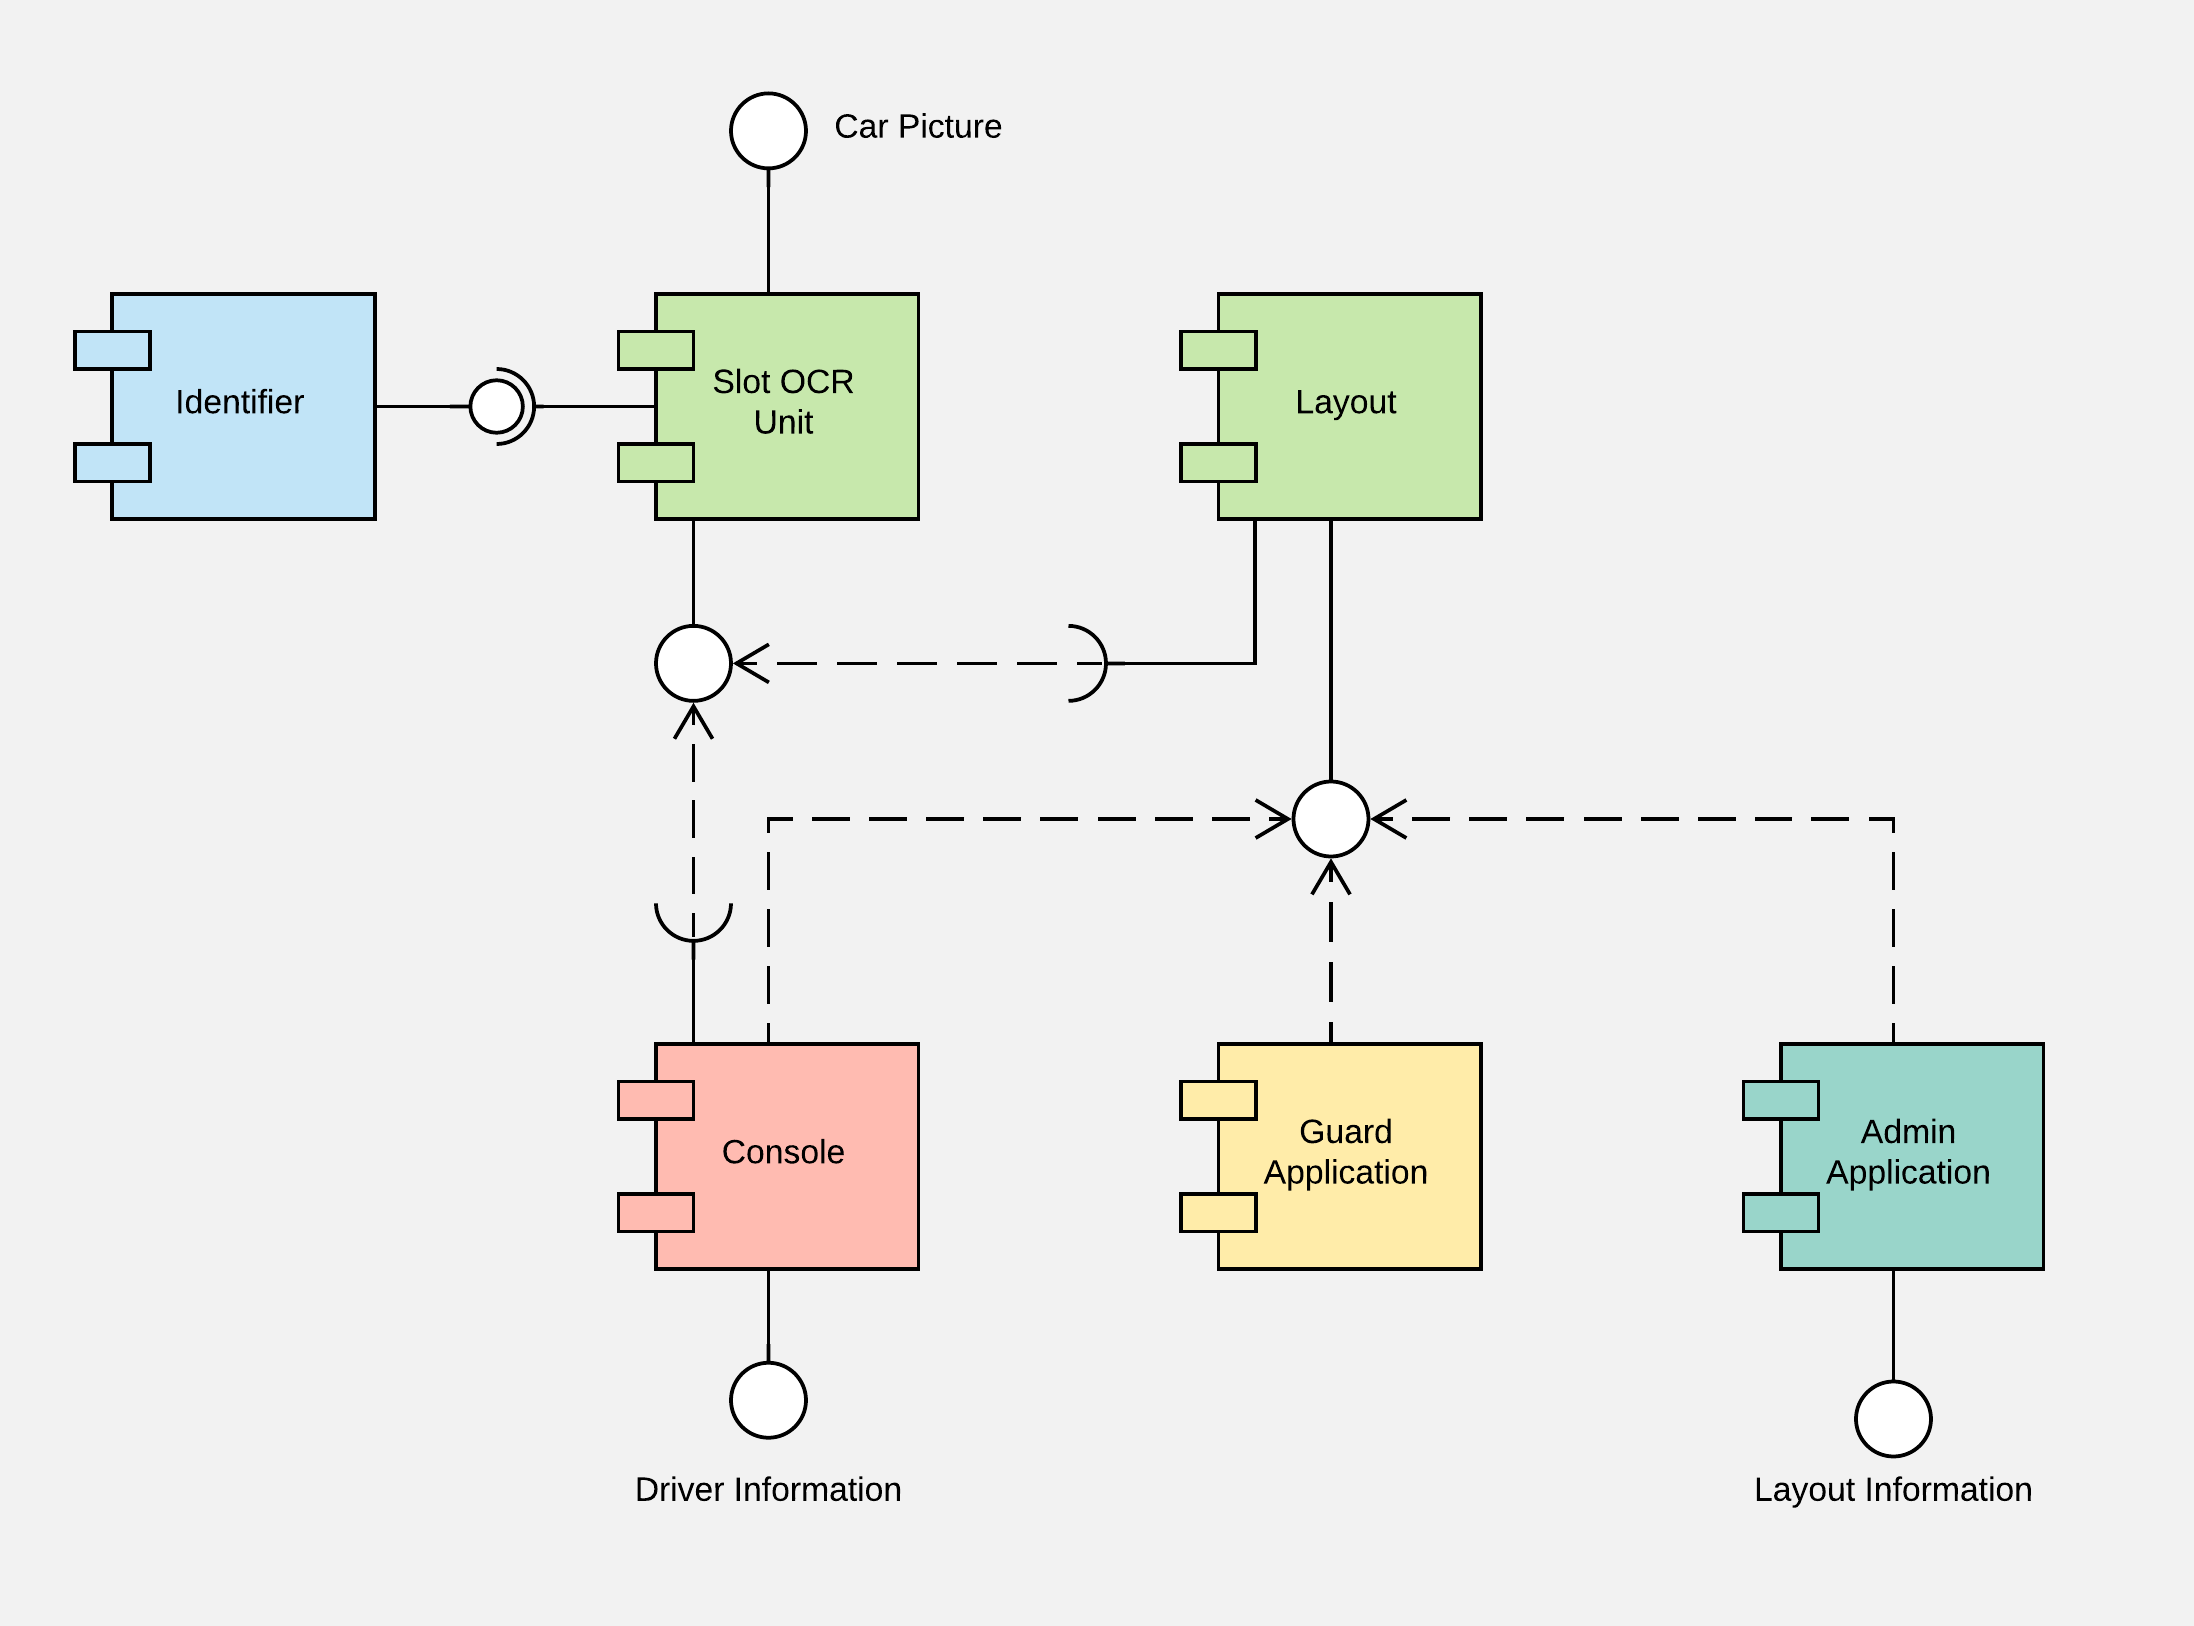 Car Picture
Identifier
Slot OCR
Unit
Layout
Console
Guard
Application
Admin
Application
Driver Information
Layout Information